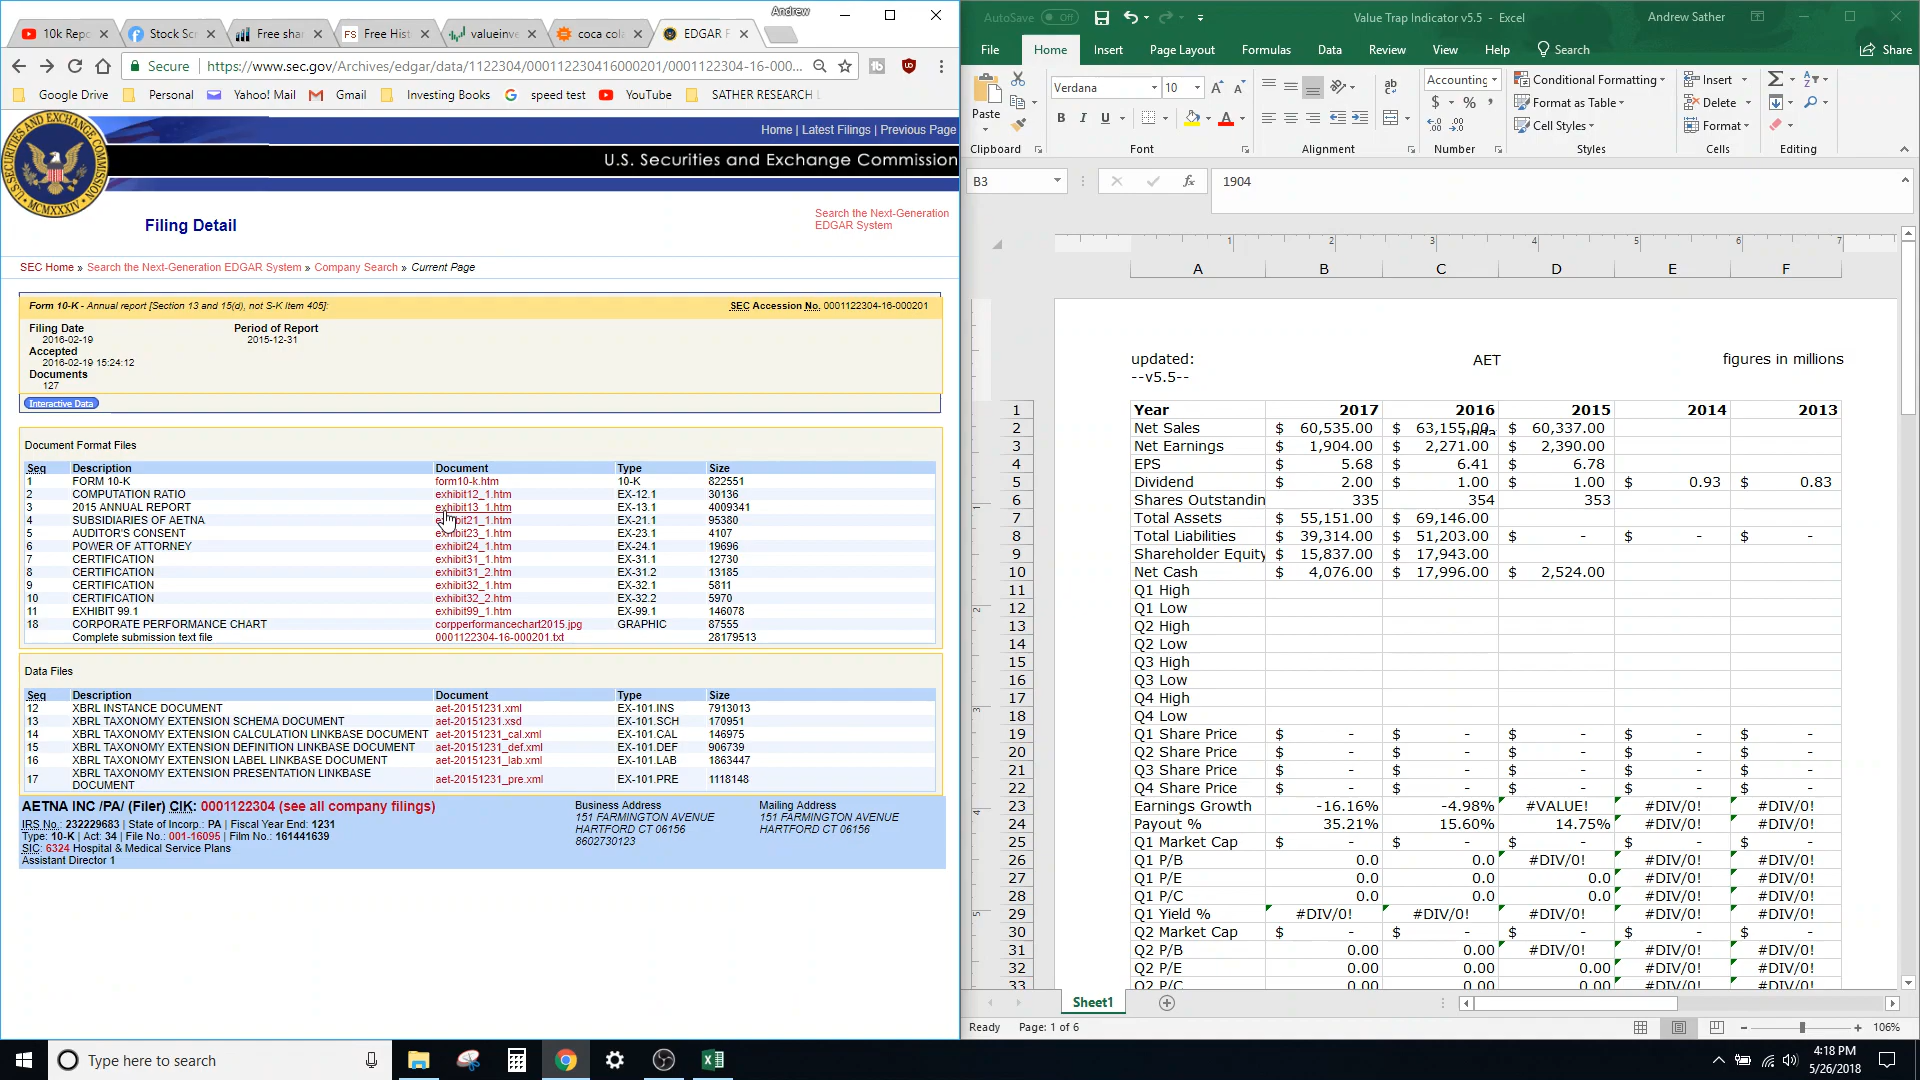 Andrew
10k Repo
Stock Sc
Free shar
FS Free Hist
valueinve
coca cola
EDGAR F
Secure https://www.sec.gov/Archives/edgar/data/1122304/000112230416000201/0001122304-16-000...
Google Drive Personal Yahoo! Mail Gmail Investing Books speed test YouTube SATHER RESEARCH
Home | Latest Filings | Previous Page
U.S. Securities and Exchange Commission
Filing Detail
Search the Next-Generation
EDGAR System
SEC Home » Search the Next-Generation EDGAR System » Company Search » Current Page
Form 10-K - Annual report [Section 13 and 15(d), not S-K Item 405]: SEC Accession No. 0001122304-16-000201
Filing Date Period of Report
2016-02-19 2015-12-31
Accepted
2016-02-19 15:24:12
Documents
127
Interactive Data
Document Format Files
Seq Description Document Type Size
1 FORM 10-K form10-k.htm 10-K 822551
2 COMPUTATION RATIO exhibit12_1.htm EX-12.1 30136
3 2015 ANNUAL REPORT exhibit13_1.htm EX-13.1 4009341
4 SUBSIDIARIES OF AETNA exhibit21_1.htm EX-21.1 95380
5 AUDITOR'S CONSENT exhibit23_1.htm EX-23.1 4107
6 POWER OF ATTORNEY exhibit24_1.htm EX-24.1 19696
7 CERTIFICATION exhibit31_1.htm EX-31.1 12730
8 CERTIFICATION exhibit31_2.htm EX-31.2 13185
9 CERTIFICATION exhibit32_1.htm EX-32.1 5811
10 CERTIFICATION exhibit32_2.htm EX-32.2 5970
11 EXHIBIT 99.1 exhibit99_1.htm EX-99.1 146078
18 CORPORATE PERFORMANCE CHART corpperformancechart2015.jpg GRAPHIC 87555
Complete submission text file 0001122304-16-000201.txt 28179513
Data Files
Seq Description Document Type Size
12 XBRL INSTANCE DOCUMENT aet-20151231.xml EX-101.INS 7913013
13 XBRL TAXONOMY EXTENSION SCHEMA DOCUMENT aet-20151231.xsd EX-101.SCH 170951
14 XBRL TAXONOMY EXTENSION CALCULATION LINKBASE DOCUMENT aet-20151231_cal.xml EX-101.CAL 146975
15 XBRL TAXONOMY EXTENSION DEFINITION LINKBASE DOCUMENT aet-20151231_def.xml EX-101.DEF 906739
16 XBRL TAXONOMY EXTENSION LABEL LINKBASE DOCUMENT aet-20151231_lab.xml EX-101.LAB 1863447
17 XBRL TAXONOMY EXTENSION PRESENTATION LINKBASE DOCUMENT aet-20151231_pre.xml EX-101.PRE 1118148
AETNA INC /PA/ (Filer) CIK: 0001122304 (see all company filings)
IRS No.: 232229683 | State of Incorp.: PA | Fiscal Year End: 1231
Type: 10-K | Act: 34 | File No.: 001-16095 | Film No.: 161441639
SIC: 6324 Hospital & Medical Service Plans
Assistant Director 1
Business Address
151 FARMINGTON AVENUE
HARTFORD CT 06156
8602730123
Mailing Address
151 FARMINGTON AVENUE
HARTFORD CT 06156
AutoSave Off Value Trap Indicator v5.5 - Excel Andrew Sather
File Home Insert Page Layout Formulas Data Review View Help Search Share
Paste Verdana 10 Accounting Conditional Formatting Insert
B I U $ % Format as Table Delete
Cell Styles Format
Clipboard Font Alignment Number Styles Cells Editing
B3 fx 1904
1 2 3 4 5 6 7
A B C D E F
updated: AET figures in millions
--v5.5--
1 Year 2017 2016 2015 2014 2013
2 Net Sales $ 60,535.00 $ 63,155.00 $ 60,337.00
3 Net Earnings $ 1,904.00 $ 2,271.00 $ 2,390.00
4 EPS $ 5.68 $ 6.41 $ 6.78
5 Dividend $ 2.00 $ 1.00 $ 1.00 $ 0.93 $ 0.83
6 Shares Outstandin 335 354 353
7 Total Assets $ 55,151.00 $ 69,146.00
8 Total Liabilities $ 39,314.00 $ 51,203.00 $ - $ - $ -
9 Shareholder Equity $ 15,837.00 $ 17,943.00
10 Net Cash $ 4,076.00 $ 17,996.00 $ 2,524.00
11 Q1 High
12 Q1 Low
13 Q2 High
14 Q2 Low
15 Q3 High
16 Q3 Low
17 Q4 High
18 Q4 Low
19 Q1 Share Price $ - $ - $ - $ - $ -
20 Q2 Share Price $ - $ - $ - $ - $ -
21 Q3 Share Price $ - $ - $ - $ - $ -
22 Q4 Share Price $ - $ - $ - $ - $ -
23 Earnings Growth -16.16% -4.98% #VALUE! #DIV/0! #DIV/0!
24 Payout % 35.21% 15.60% 14.75% #DIV/0! #DIV/0!
25 Q1 Market Cap $ - $ - $ - $ - $ -
26 Q1 P/B 0.0 0.0 #DIV/0! #DIV/0! #DIV/0!
27 Q1 P/E 0.0 0.0 0.0 #DIV/0! #DIV/0!
28 Q1 P/C 0.0 0.0 0.0 #DIV/0! #DIV/0!
29 Q1 Yield % #DIV/0! #DIV/0! #DIV/0! #DIV/0! #DIV/0!
30 Q2 Market Cap $ - $ - $ - $ - $ -
31 Q2 P/B 0.00 0.00 #DIV/0! #DIV/0! #DIV/0!
32 Q2 P/E 0.00 0.00 0.00 #DIV/0! #DIV/0!
33 Q2 P/C 0.00 0.00 0.00 #DIV/0! #DIV/0!
Sheet1
Ready Page: 1 of 6 106%
Type here to search
4:18 PM
5/26/2018